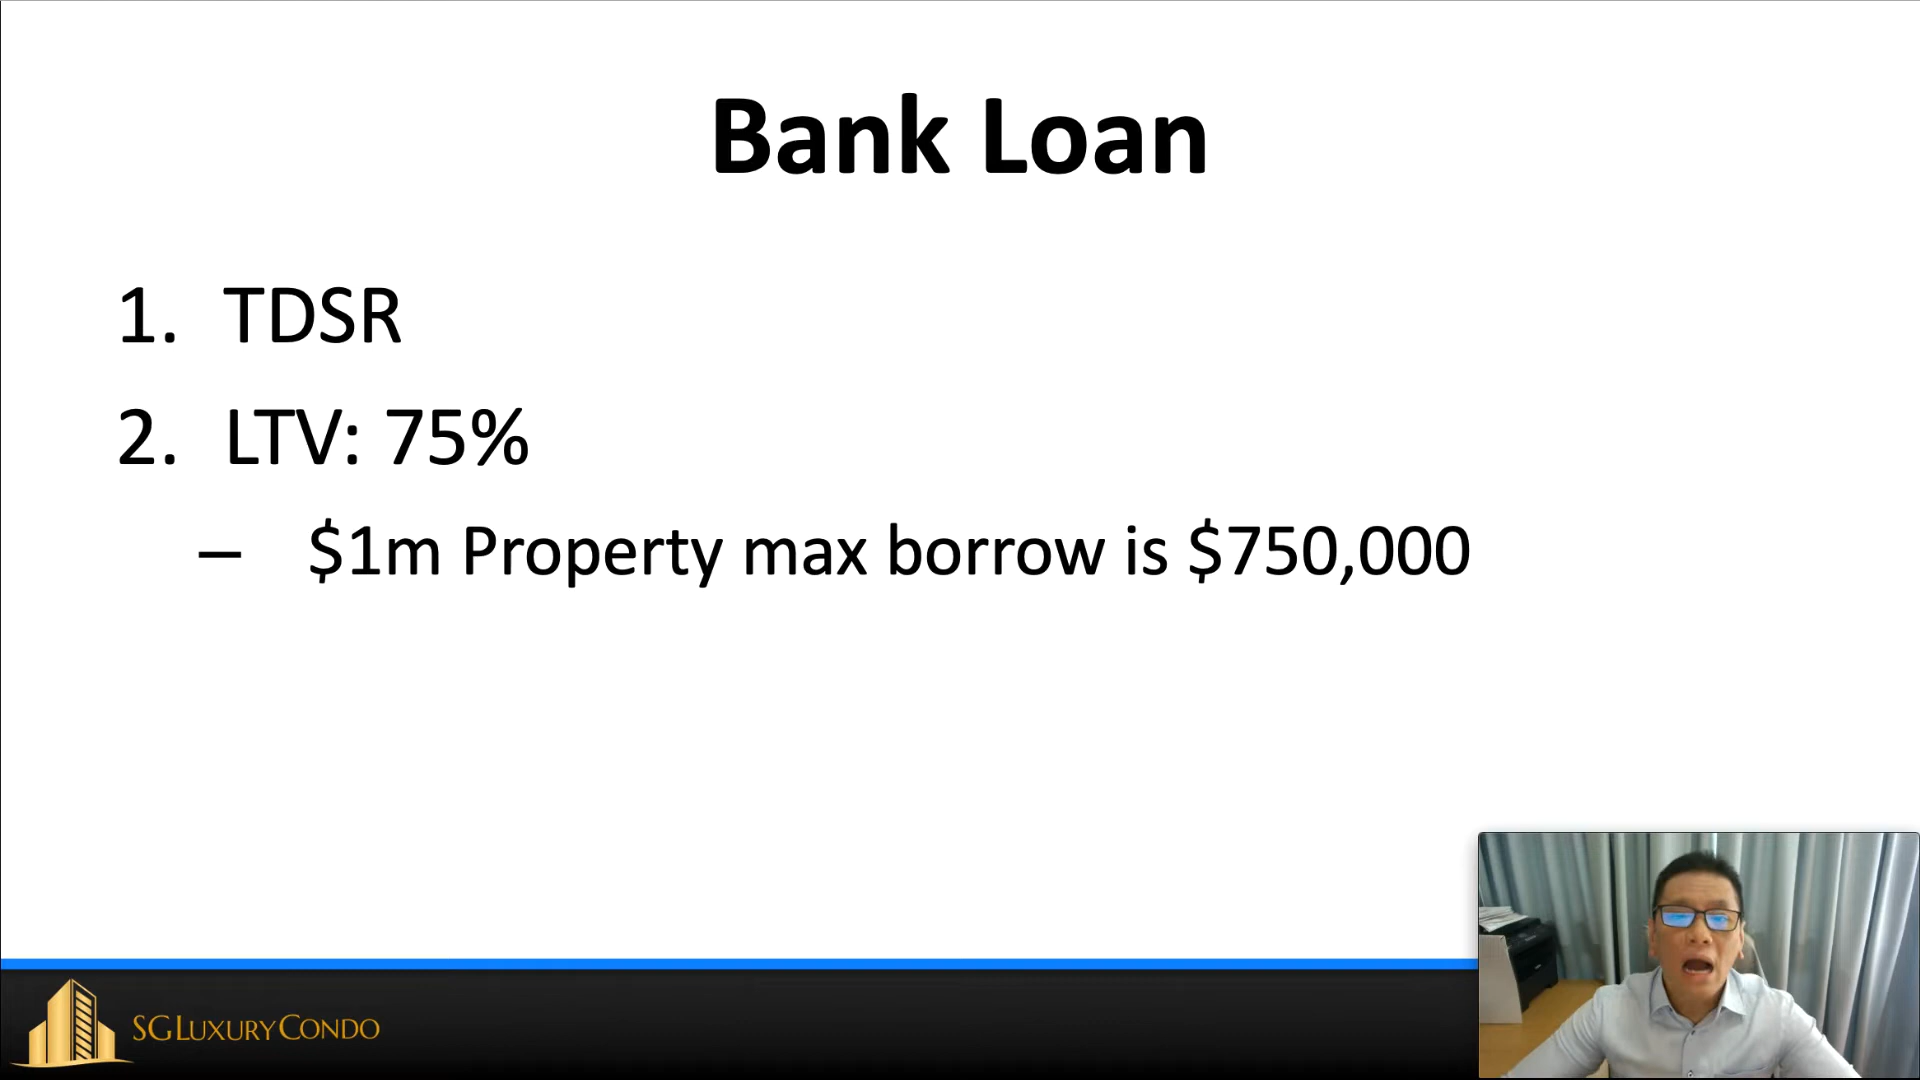 Bank Loan
1. TDSR
2. LTV: 75%
– $1m Property max borrow is $750,000
SGLUXURYCONDO